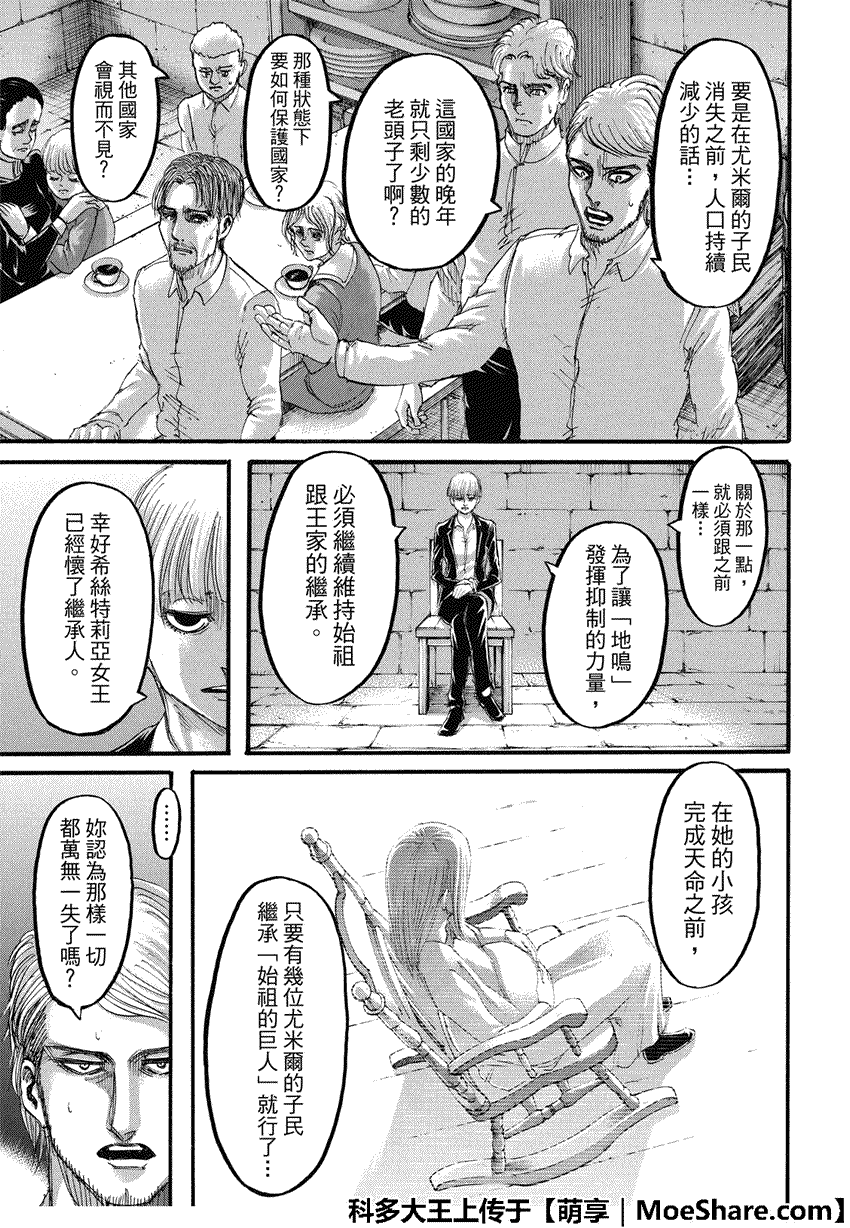 要是在尤米爾的子民
消失之前，人口持續
減少的話…
這國家的晚年
就只剩少數的
老頭子了啊？
那種狀態下
要如何保護國家？
其他國家
會視而不見？
關於那一點，
就必須跟之前
一樣…
為了讓「地鳴」
發揮抑制的力量，
必須繼續維持始祖
跟王家的繼承。
幸好希絲特莉亞女王
已經懷了繼承人。
在她的小孩
完成天命之前，
只要有幾位尤米爾的子民
繼承「始祖的巨人」就行了…
……
妳認為那樣一切
都萬無一失了嗎？
科多大王上传于【萌享｜MoeShare.com】